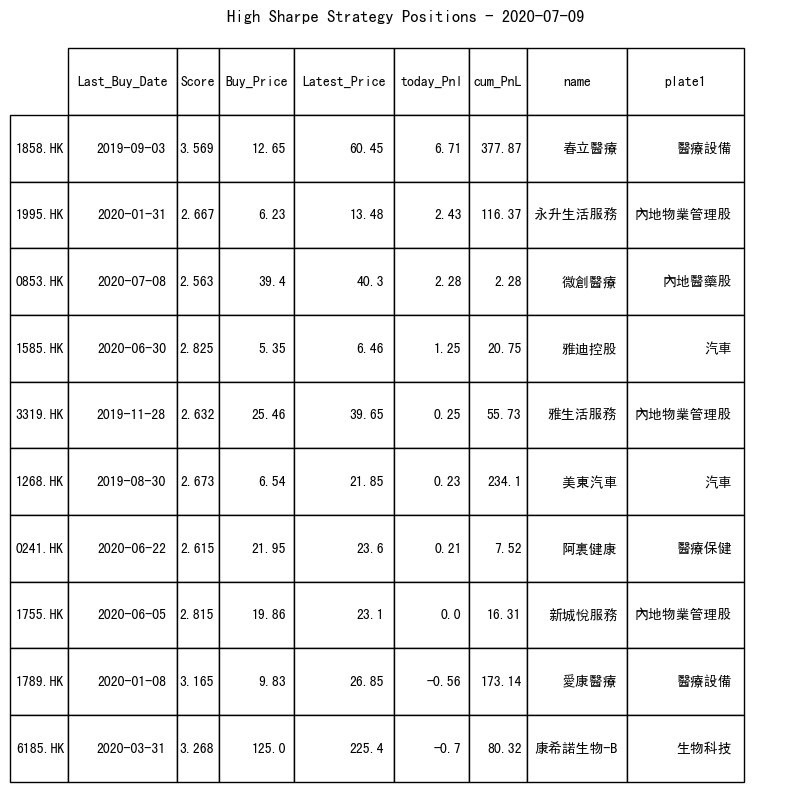 High Sharpe Strategy Positions - 2020-07-09
Last_Buy_Date Score Buy_Price Latest_Price today_Pnl cum_PnL name plate1
1858.HK 2019-09-03 3.569 12.65 60.45 6.71 377.87 春立醫療 醫療設備
1995.HK 2020-01-31 2.667 6.23 13.48 2.43 116.37 永升生活服務 內地物業管理股
0853.HK 2020-07-08 2.563 39.4 40.3 2.28 2.28 微創醫療 內地醫藥股
1585.HK 2020-06-30 2.825 5.35 6.46 1.25 20.75 雅迪控股 汽車
3319.HK 2019-11-28 2.632 25.46 39.65 0.25 55.73 雅生活服務 內地物業管理股
1268.HK 2019-08-30 2.673 6.54 21.85 0.23 234.1 美東汽車 汽車
0241.HK 2020-06-22 2.615 21.95 23.6 0.21 7.52 阿裏健康 醫療保健
1755.HK 2020-06-05 2.815 19.86 23.1 0.0 16.31 新城悅服務 內地物業管理股
1789.HK 2020-01-08 3.165 9.83 26.85 -0.56 173.14 愛康醫療 醫療設備
6185.HK 2020-03-31 3.268 125.0 225.4 -0.7 80.32 康希諾生物-B 生物科技